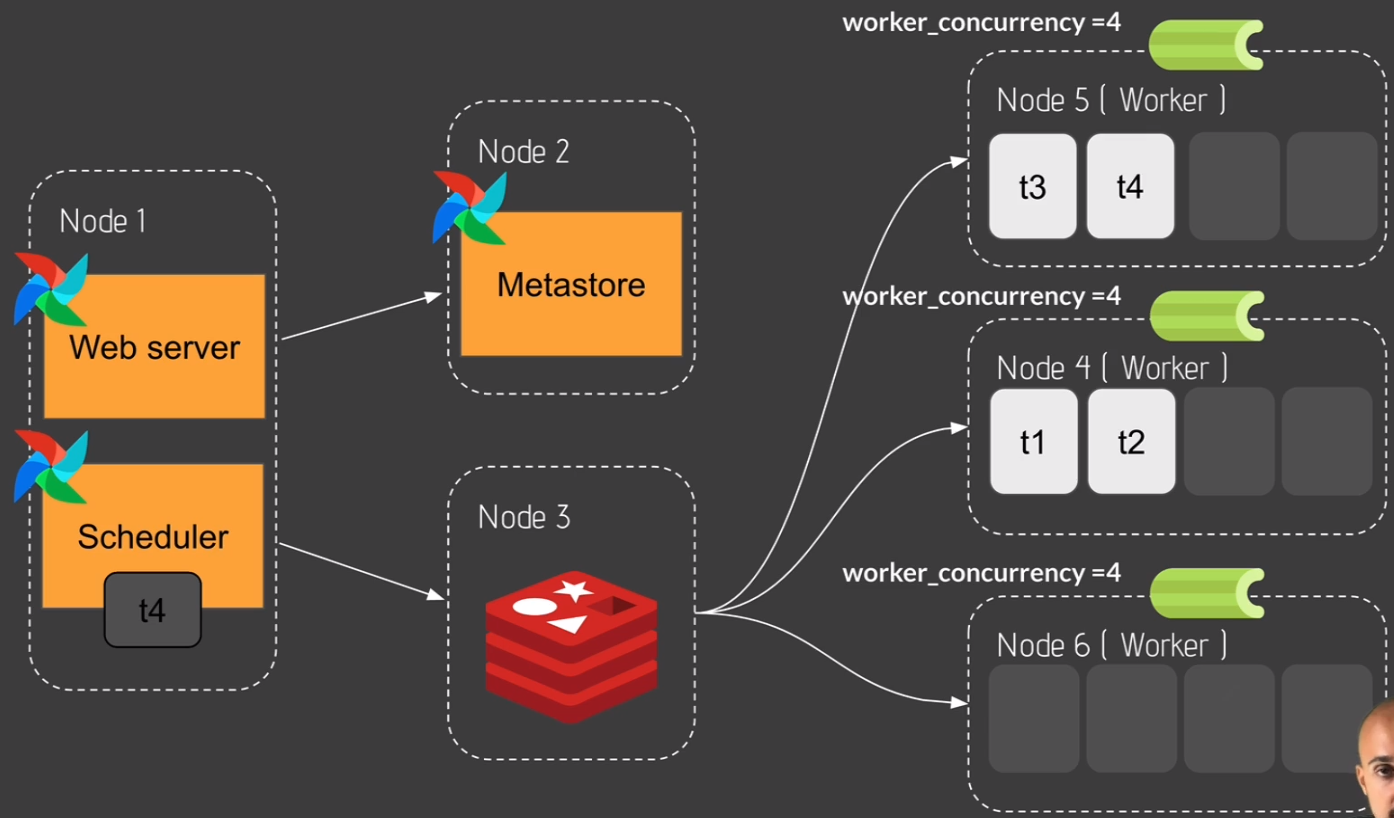 Node 1
Web server
Scheduler
t4
Node 2
Metastore
Node 3
worker_concurrency =4
Node 5 ( Worker )
t3
t4
worker_concurrency =4
Node 4 ( Worker )
t1
t2
worker_concurrency =4
Node 6 ( Worker )